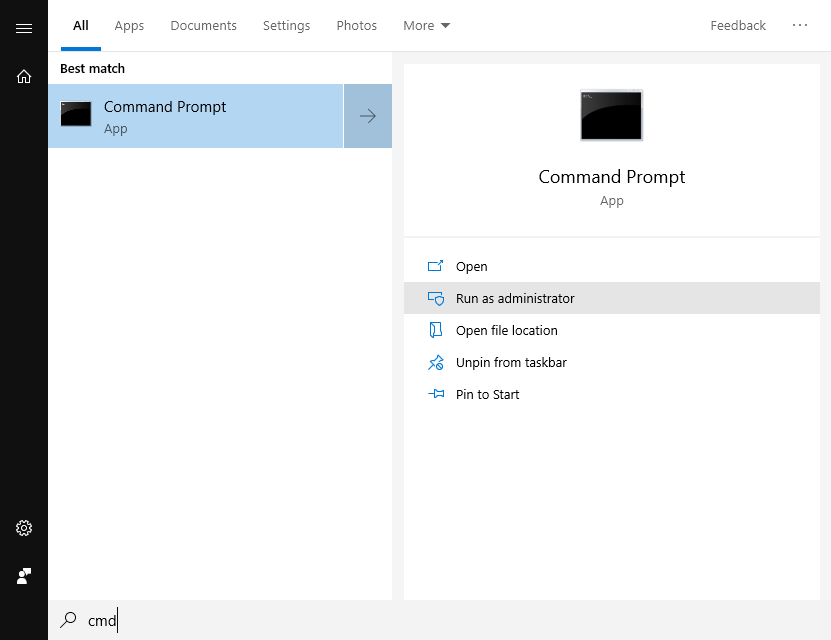 All Apps Documents Settings Photos More Feedback ···
Best match
Command Prompt
App
Command Prompt
App
Open
Run as administrator
Open file location
Unpin from taskbar
Pin to Start
cmd